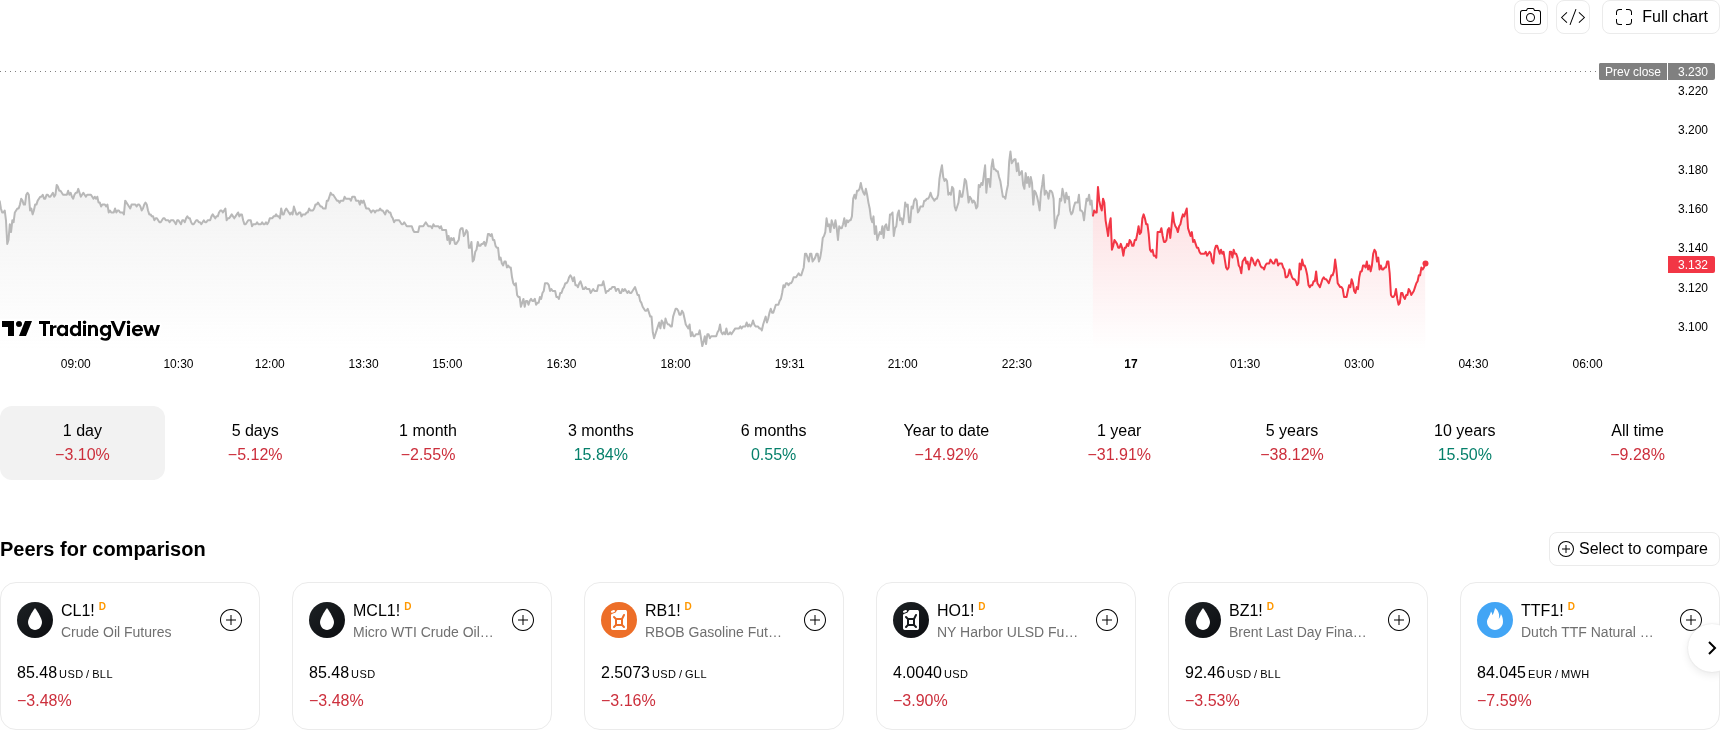 Full chart
Prev close 3.230
3.220
3.200
3.180
3.160
3.140
3.132
3.120
3.100
TradingView
09:00 10:30 12:00 13:30 15:00 16:30 18:00 19:31 21:00 22:30 17 01:30 03:00 04:30 06:00
1 day 5 days 1 month 3 months 6 months Year to date 1 year 5 years 10 years All time
−3.10% −5.12% −2.55% 15.84% 0.55% −14.92% −31.91% −38.12% 15.50% −9.28%
Peers for comparison
Select to compare
CL1! D MCL1! D RB1! D HO1! D BZ1! D TTF1! D
Crude Oil Futures Micro WTI Crude Oil… RBOB Gasoline Fut… NY Harbor ULSD Fu… Brent Last Day Fina… Dutch TTF Natural …
85.48 USD / BLL 85.48 USD 2.5073 USD / GLL 4.0040 USD 92.46 USD / BLL 84.045 EUR / MWH
−3.48% −3.48% −3.16% −3.90% −3.53% −7.59%